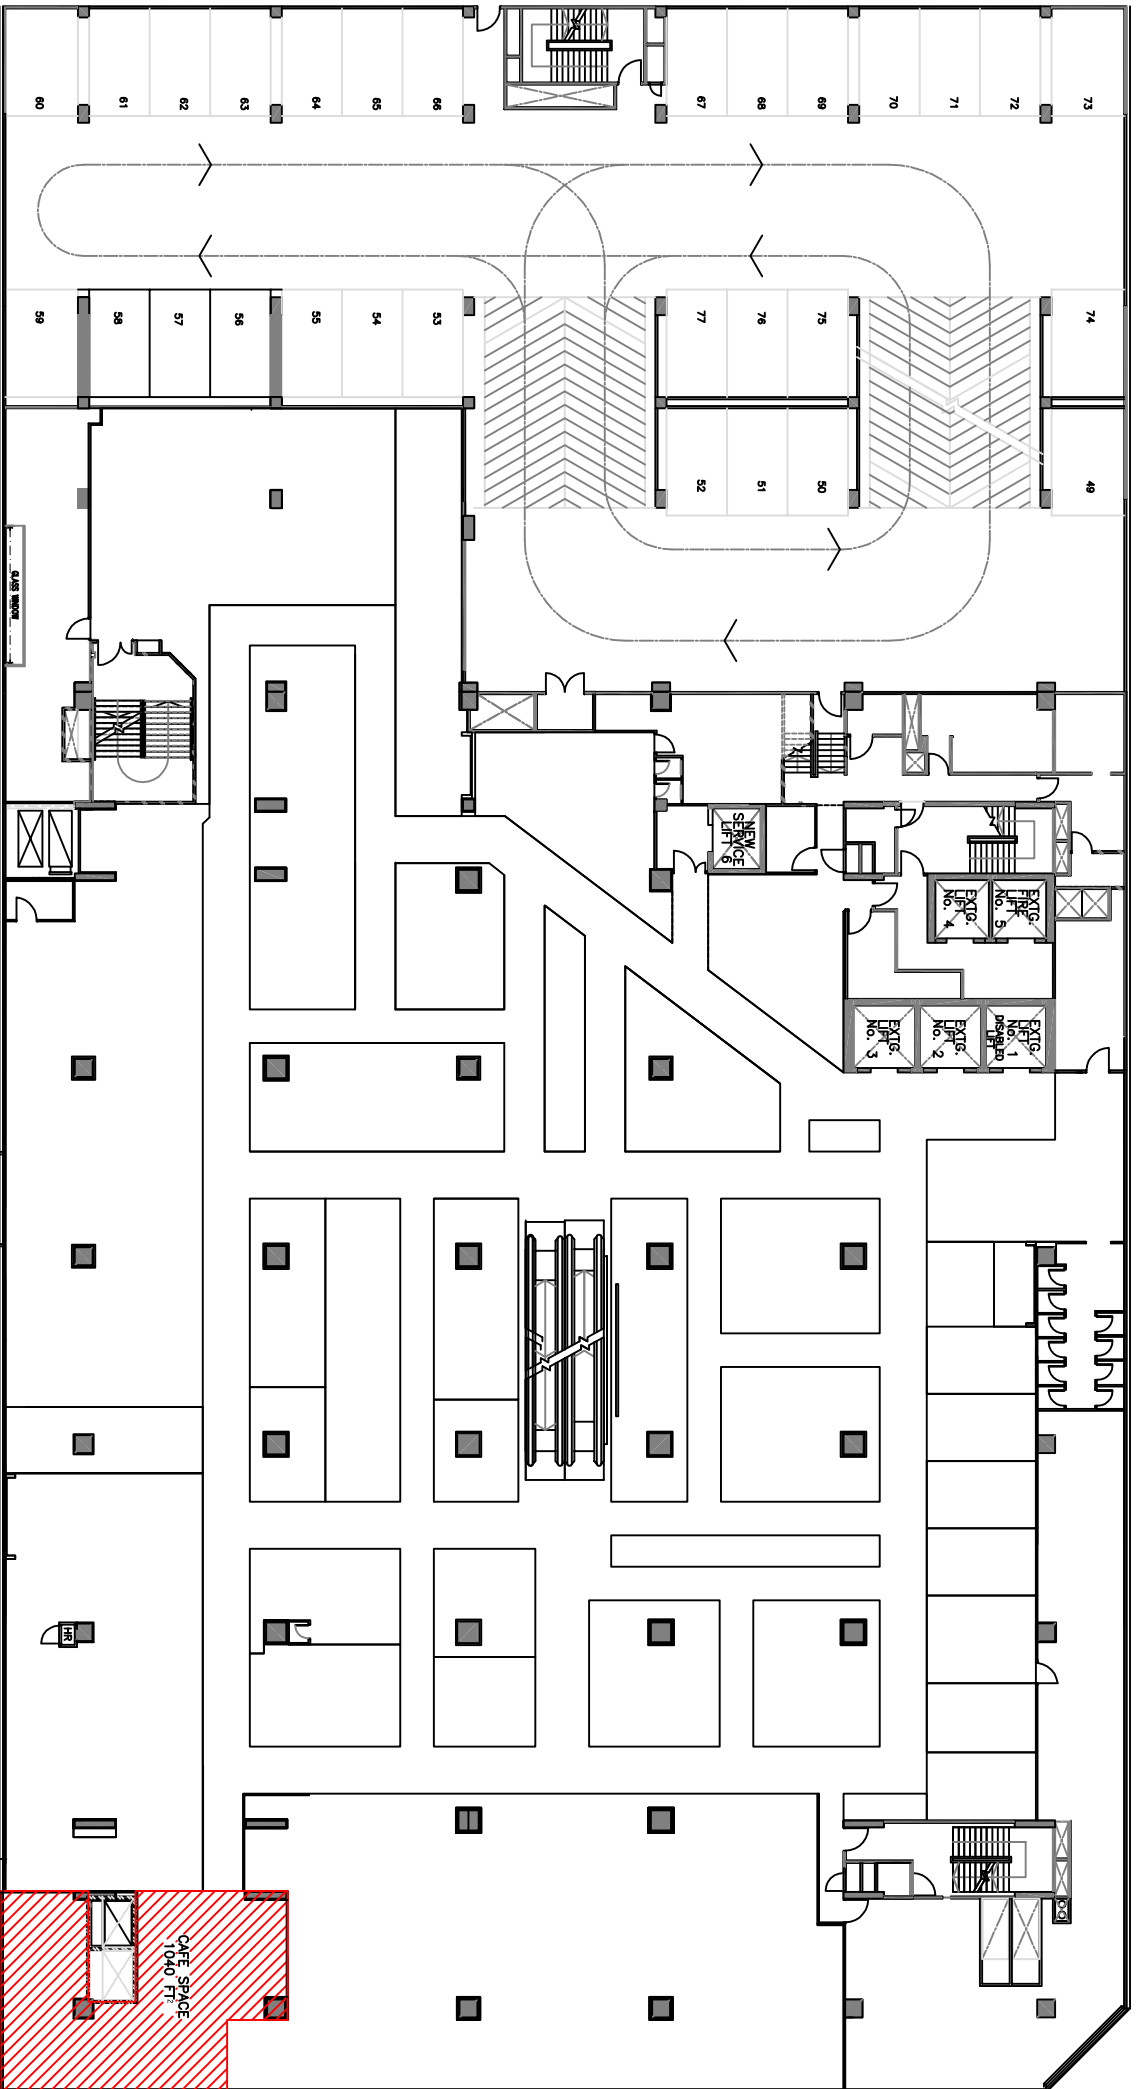 60
61
62
63
64
65
66
67
68
69
70
71
72
73
59
58
57
56
55
54
53
77
76
75
74
52
51
50
49
GLASS WINDOW
NEW
SERVICE
LIFT 6
EXTG.
LIFT
No. 4
EXTG.
FIRE
LIFT
No. 5
EXTG.
LIFT
No. 3
EXTG.
LIFT
No. 2
EXTG.
LIFT
No. 1
DISABLED
LIFT
HR
CAFE SPACE
1040 FT²